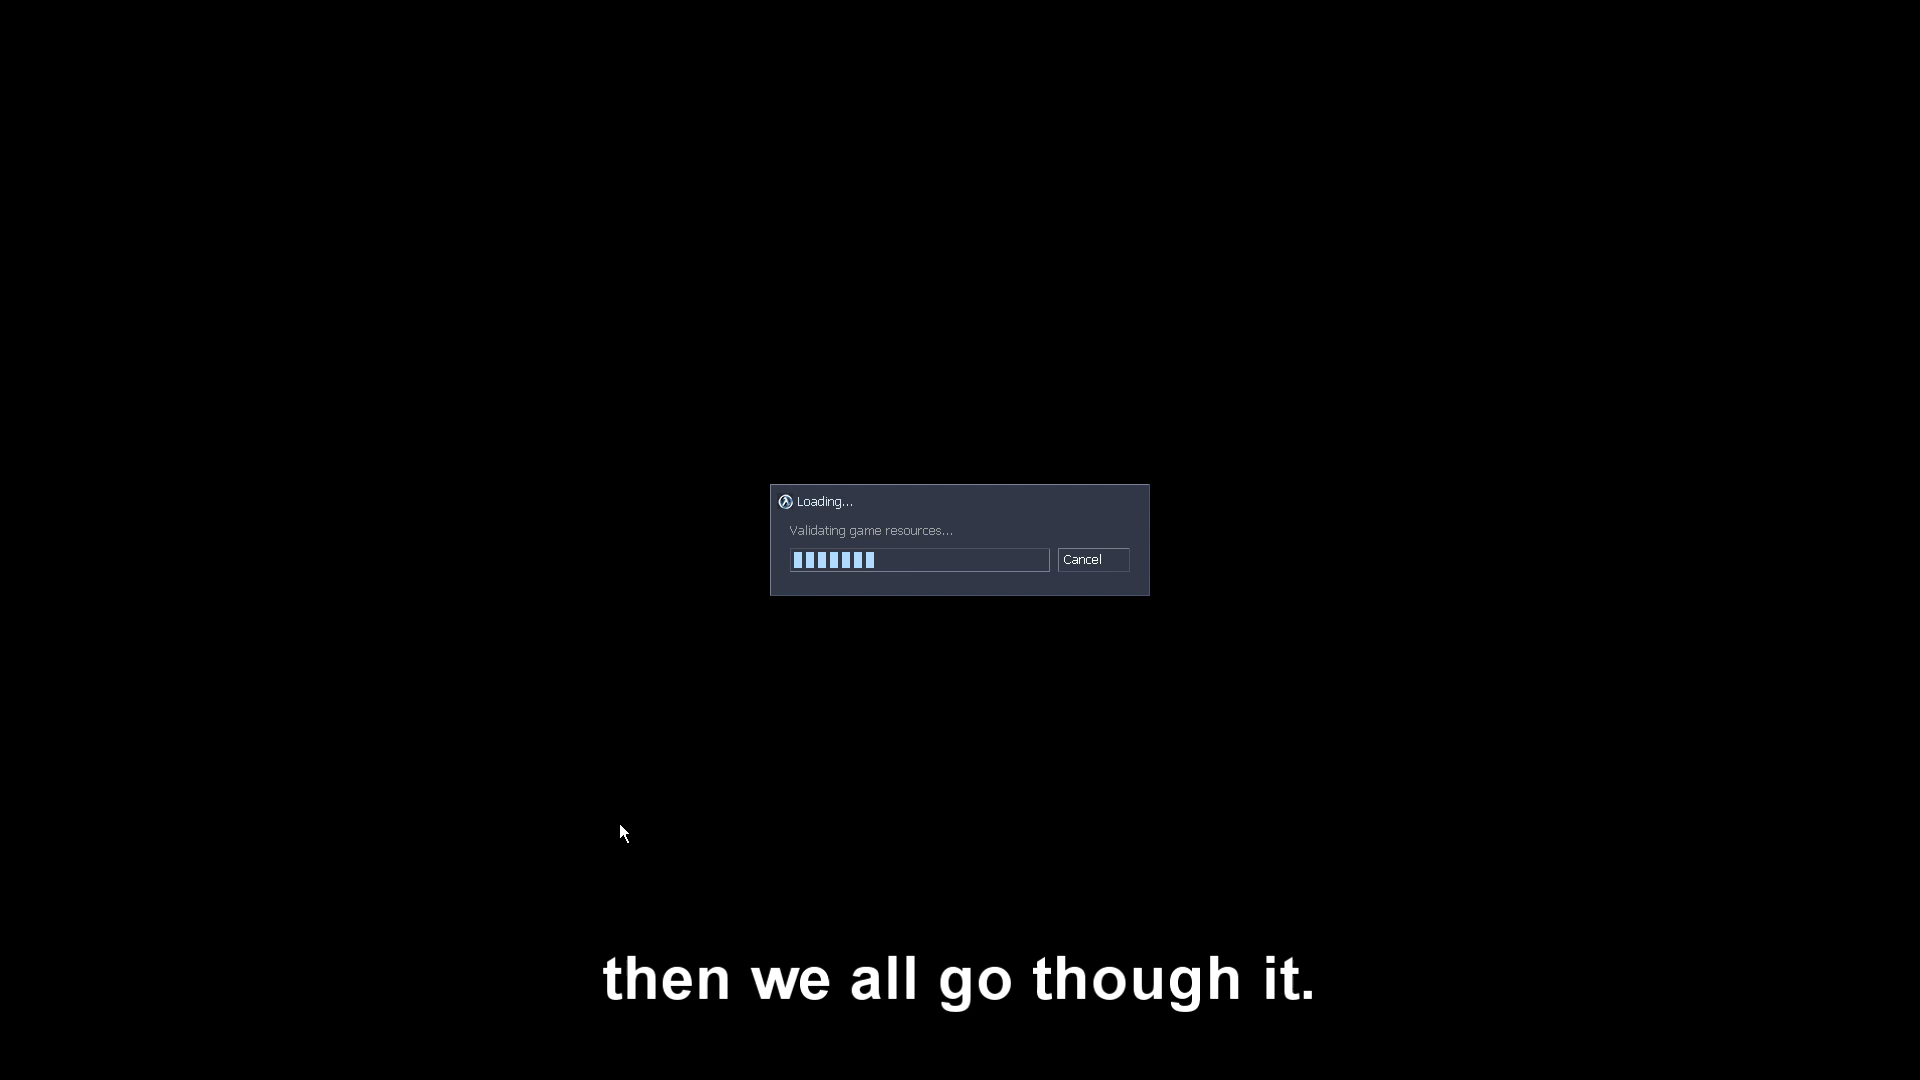 Loading...
Validating game resources...
Cancel
then we all go though it.